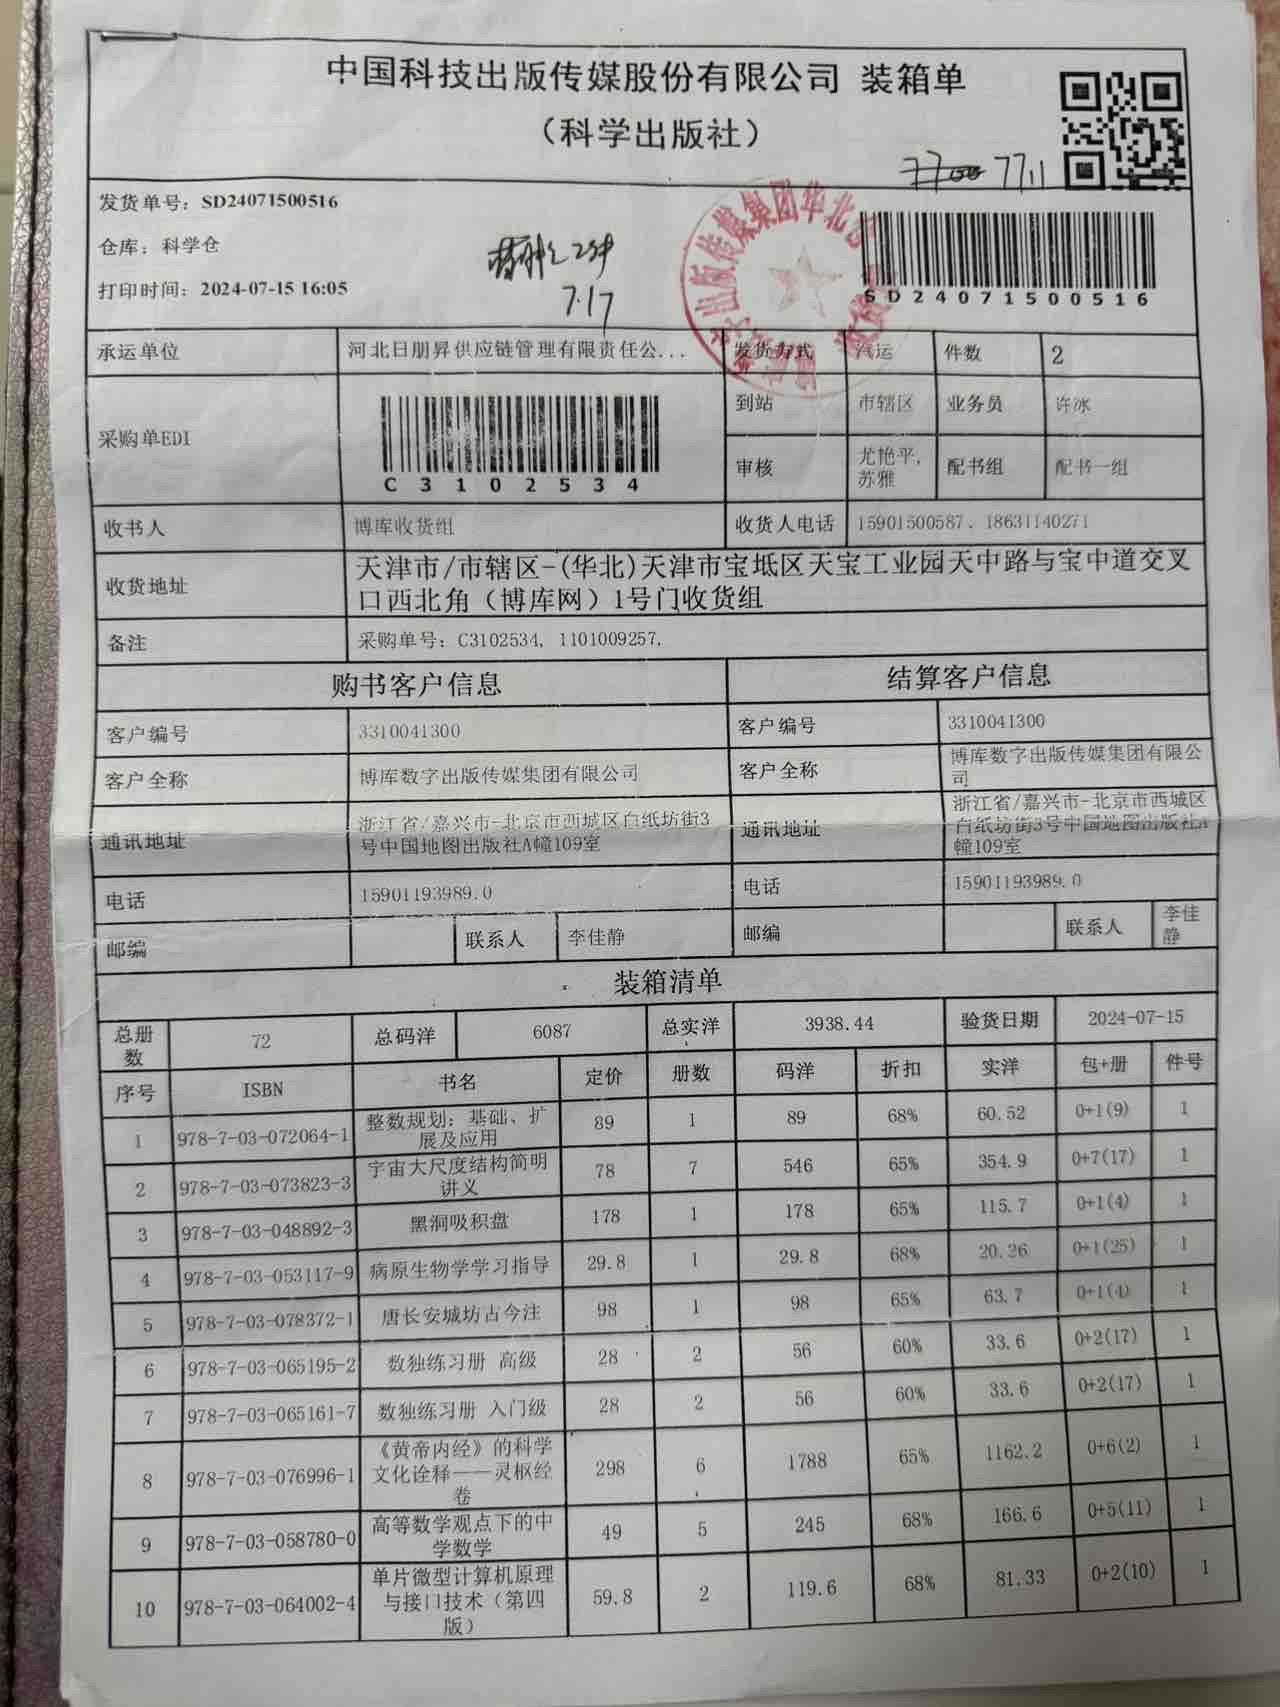 中国科技出版传媒股份有限公司 装箱单
（科学出版社）
7700 77.1
发货单号：SD24071500516
仓库：科学仓
打印时间：2024-07-15 16:05
7.17
SD24071500516
承运单位 河北日朋昇供应链管理有限责任公... 发货方式 汽运 件数 2
采购单EDI C3102534 到站 市辖区 业务员 许冰
审核 尤艳平,苏雅 配书组 配书一组
收书人 博库收货组 收货人电话 15901500587、18631140271
收货地址 天津市/市辖区-(华北)天津市宝坻区天宝工业园天中路与宝中道交叉
口西北角（博库网）1号门收货组
备注 采购单号：C3102534, 1101009257.
购书客户信息 结算客户信息
客户编号 3310041300 客户编号 3310041300
客户全称 博库数字出版传媒集团有限公司 客户全称 博库数字出版传媒集团有限公司
通讯地址 浙江省/嘉兴市-北京市西城区白纸坊街3号中国地图出版社A幢109室 通讯地址 浙江省/嘉兴市-北京市西城区白纸坊街3号中国地图出版社A幢109室
电话 15901193989.0 电话 15901193989.0
邮编 联系人 李佳静 邮编 联系人 李佳静
装箱清单
总册数 72 总码洋 6087 总实洋 3938.44 验货日期 2024-07-15
序号 ISBN 书名 定价 册数 码洋 折扣 实洋 包+册 件号
1 978-7-03-072064-1 整数规划：基础、扩展及应用 89 1 89 68% 60.52 0+1(9) 1
2 978-7-03-073823-3 宇宙大尺度结构简明讲义 78 7 546 65% 354.9 0+7(17) 1
3 978-7-03-048892-3 黑洞吸积盘 178 1 178 65% 115.7 0+1(4) 1
4 978-7-03-053117-9 病原生物学学习指导 29.8 1 29.8 68% 20.26 0+1(25) 1
5 978-7-03-078372-1 唐长安城坊古今注 98 1 98 65% 63.7 0+1(4) 1
6 978-7-03-065195-2 数独练习册 高级 28 2 56 60% 33.6 0+2(17) 1
7 978-7-03-065161-7 数独练习册 入门级 28 2 56 60% 33.6 0+2(17) 1
8 978-7-03-076996-1 《黄帝内经》的科学文化诠释——灵枢经卷 298 6 1788 65% 1162.2 0+6(2) 1
9 978-7-03-058780-0 高等数学观点下的中学数学 49 5 245 68% 166.6 0+5(11) 1
10 978-7-03-064002-4 单片微型计算机原理与接口技术（第四版） 59.8 2 119.6 68% 81.33 0+2(10) 1